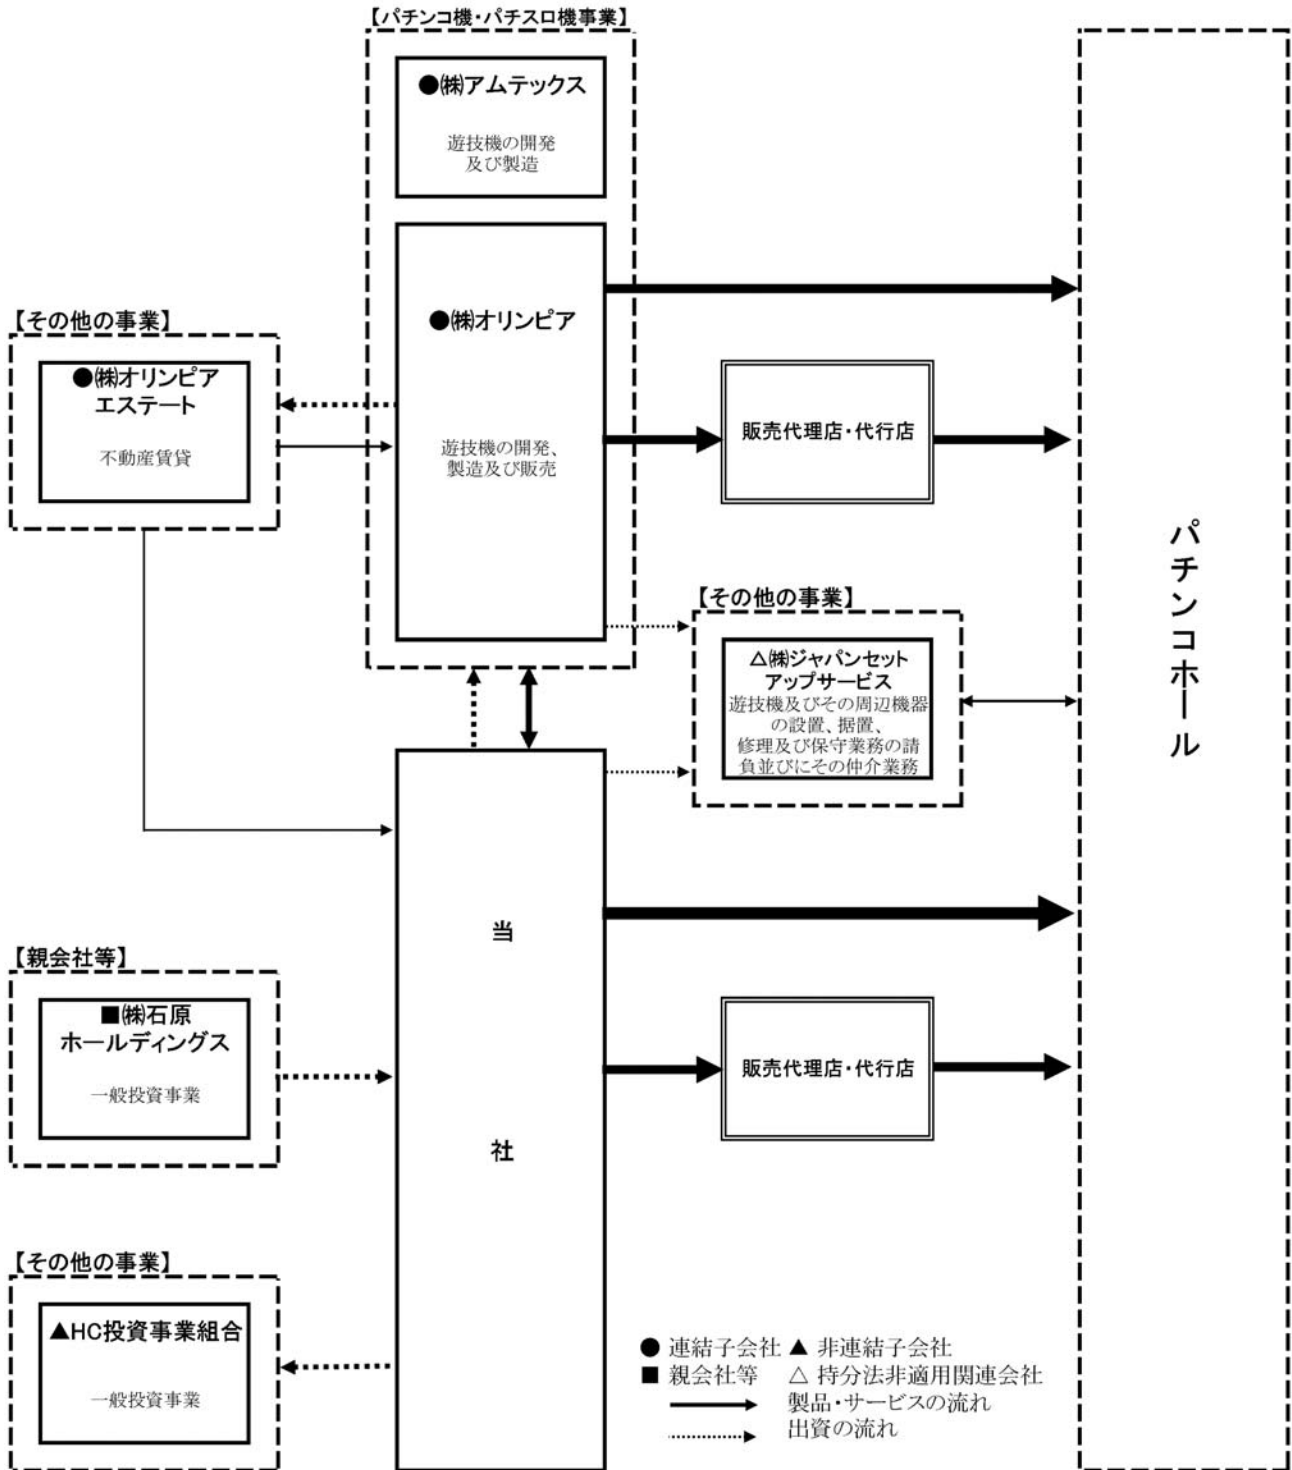 【パチンコ機・パチスロ機事業】
●㈱アムテックス
遊技機の開発
及び製造
●㈱オリンピア
遊技機の開発、
製造及び販売
【その他の事業】
●㈱オリンピア
エステート
不動産賃貸
販売代理店・代行店
【その他の事業】
△㈱ジャパンセット
アップサービス
遊技機及びその周辺機器
の設置、据置、
修理及び保守業務の請
負並びにその仲介業務
パチンコホール
当社
【親会社等】
■㈱石原
ホールディングス
一般投資事業
販売代理店・代行店
【その他の事業】
▲HC投資事業組合
一般投資事業
● 連結子会社 ▲ 非連結子会社
■ 親会社等 △ 持分法非適用関連会社
製品・サービスの流れ
出資の流れ